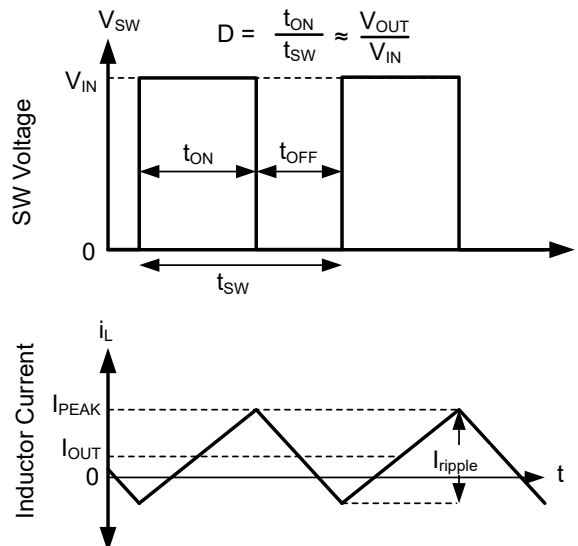 V_SW
D = t_ON / t_SW ≈ V_OUT / V_IN
V_IN
SW Voltage
t_ON
t_OFF
0
t_SW
i_L
Inductor Current
I_PEAK
I_OUT
I_ripple
0
t